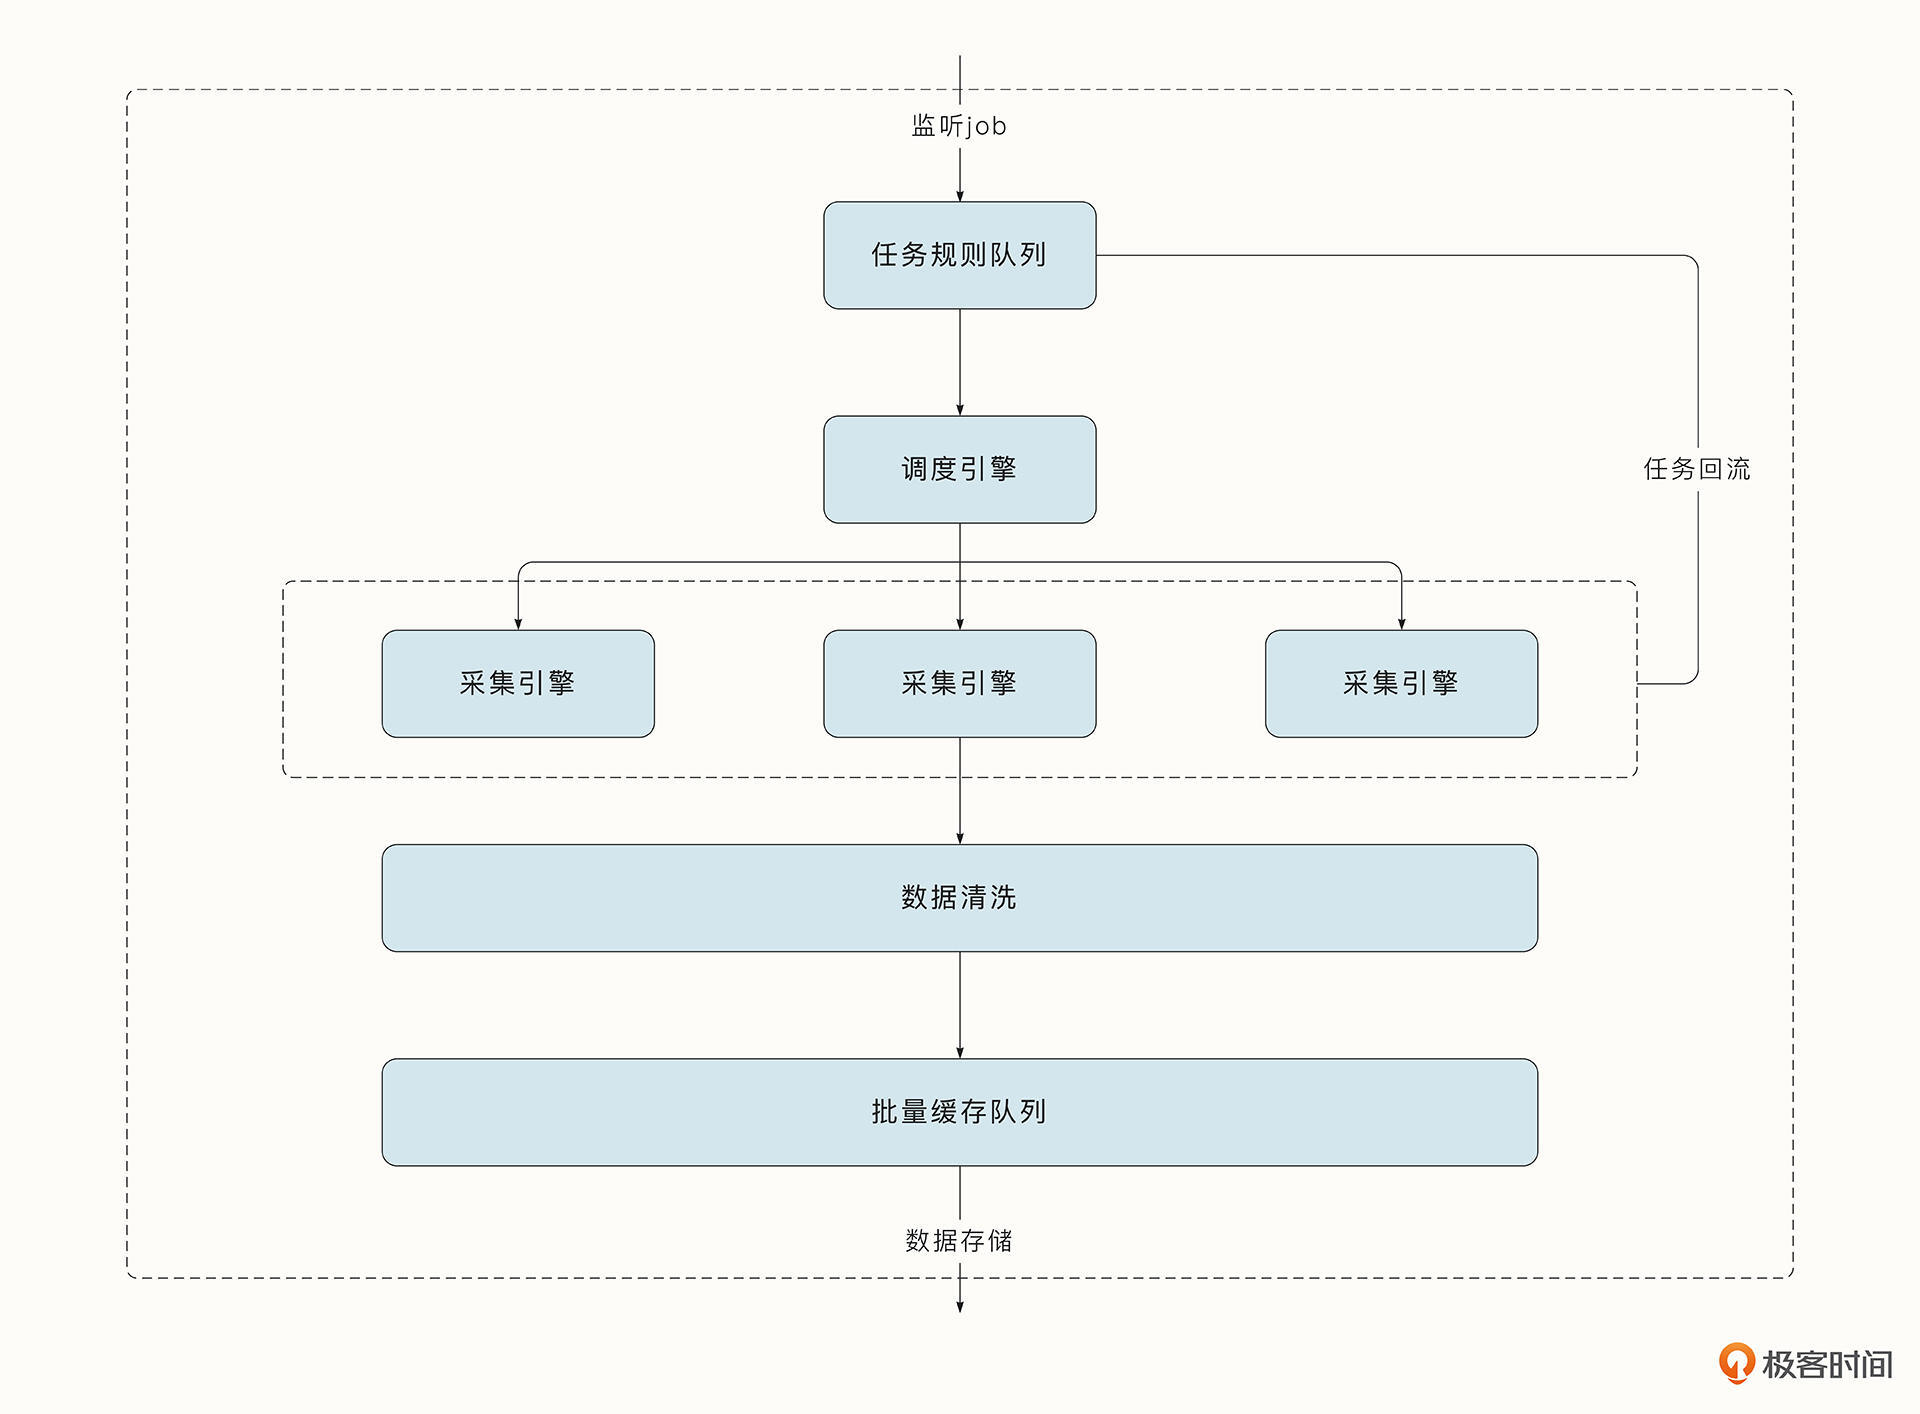 监听job
任务规则队列
调度引擎
任务回流
采集引擎
采集引擎
采集引擎
数据清洗
批量缓存队列
数据存储
极客时间